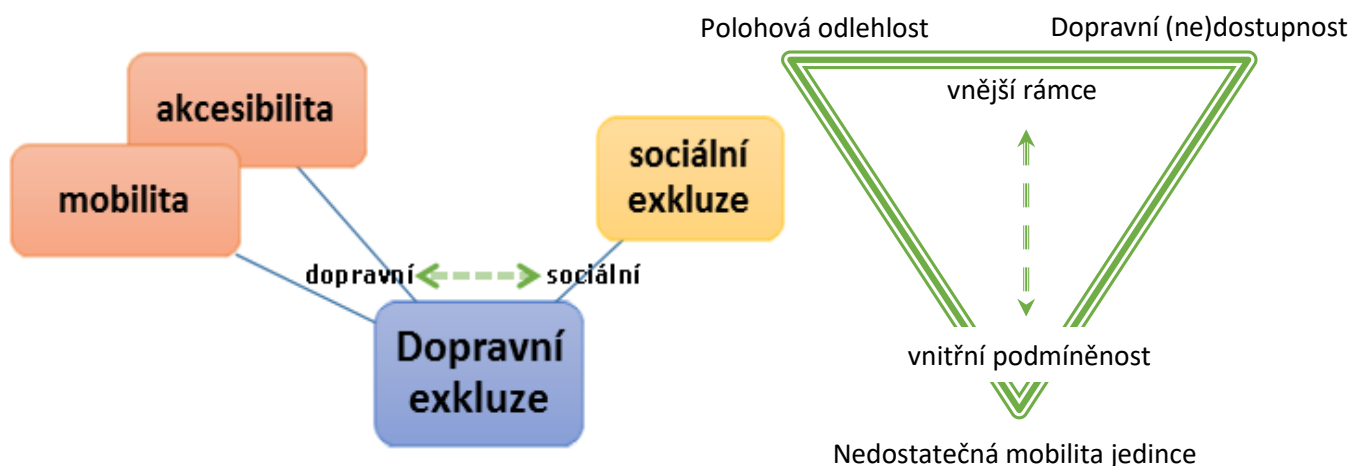 akcesibilita
mobilita
sociální
exkluze
dopravní
sociální
Dopravní
exkluze
Polohová odlehlost
Dopravní (ne)dostupnost
vnější rámce
vnitřní podmíněnost
Nedostatečná mobilita jedince